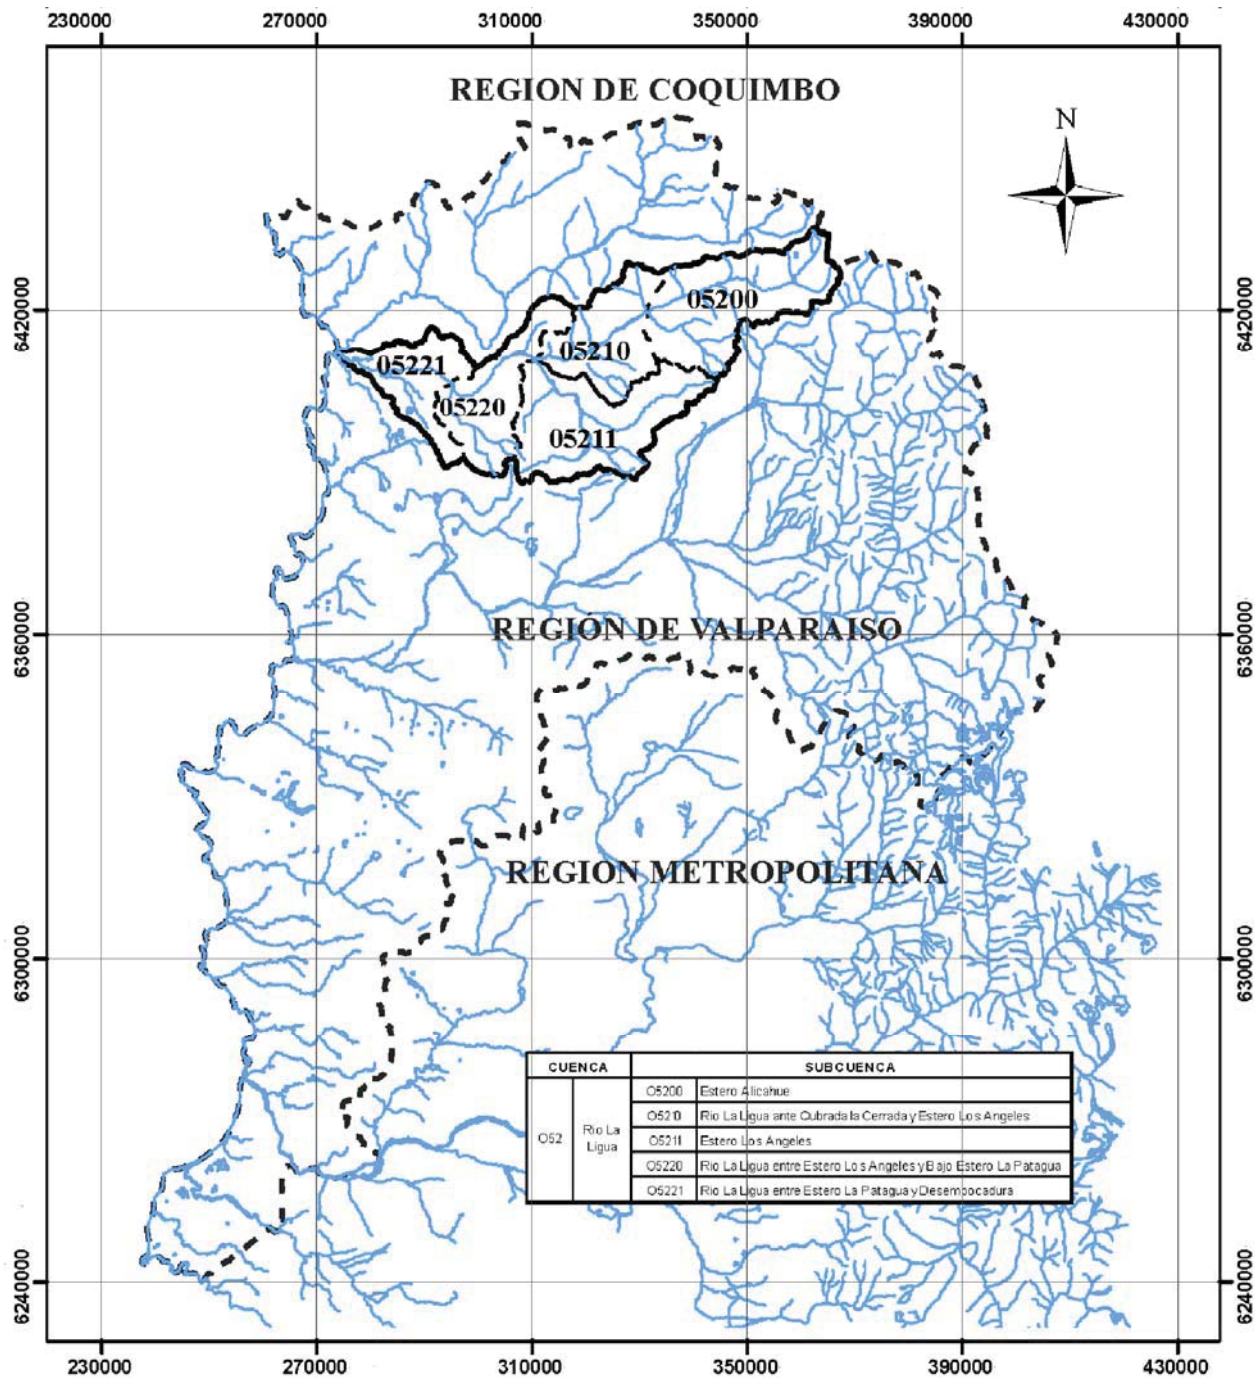 230000 270000 310000 350000 390000 430000
REGION DE COQUIMBO
N
6420000
6420000
05200
05210
05221
05220
05211
6360000
6360000
REGIÓN DE VALPARAISO
REGION METROPOLITANA
6300000
6300000
CUENCA SUBCUENCA
O52 Rio La Ligua
O5200 Estero Alicahue
O5210 Rio La Ligua ante Qubrada la Cerrada y Estero Los Angeles
O5211 Estero Los Angeles
O5220 Rio La Ligua entre Estero Los Angeles y Bajo Estero La Patagua
O5221 Rio La Ligua entre Estero La Patagua y Desembocadura
6240000
6240000
230000 270000 310000 350000 390000 430000